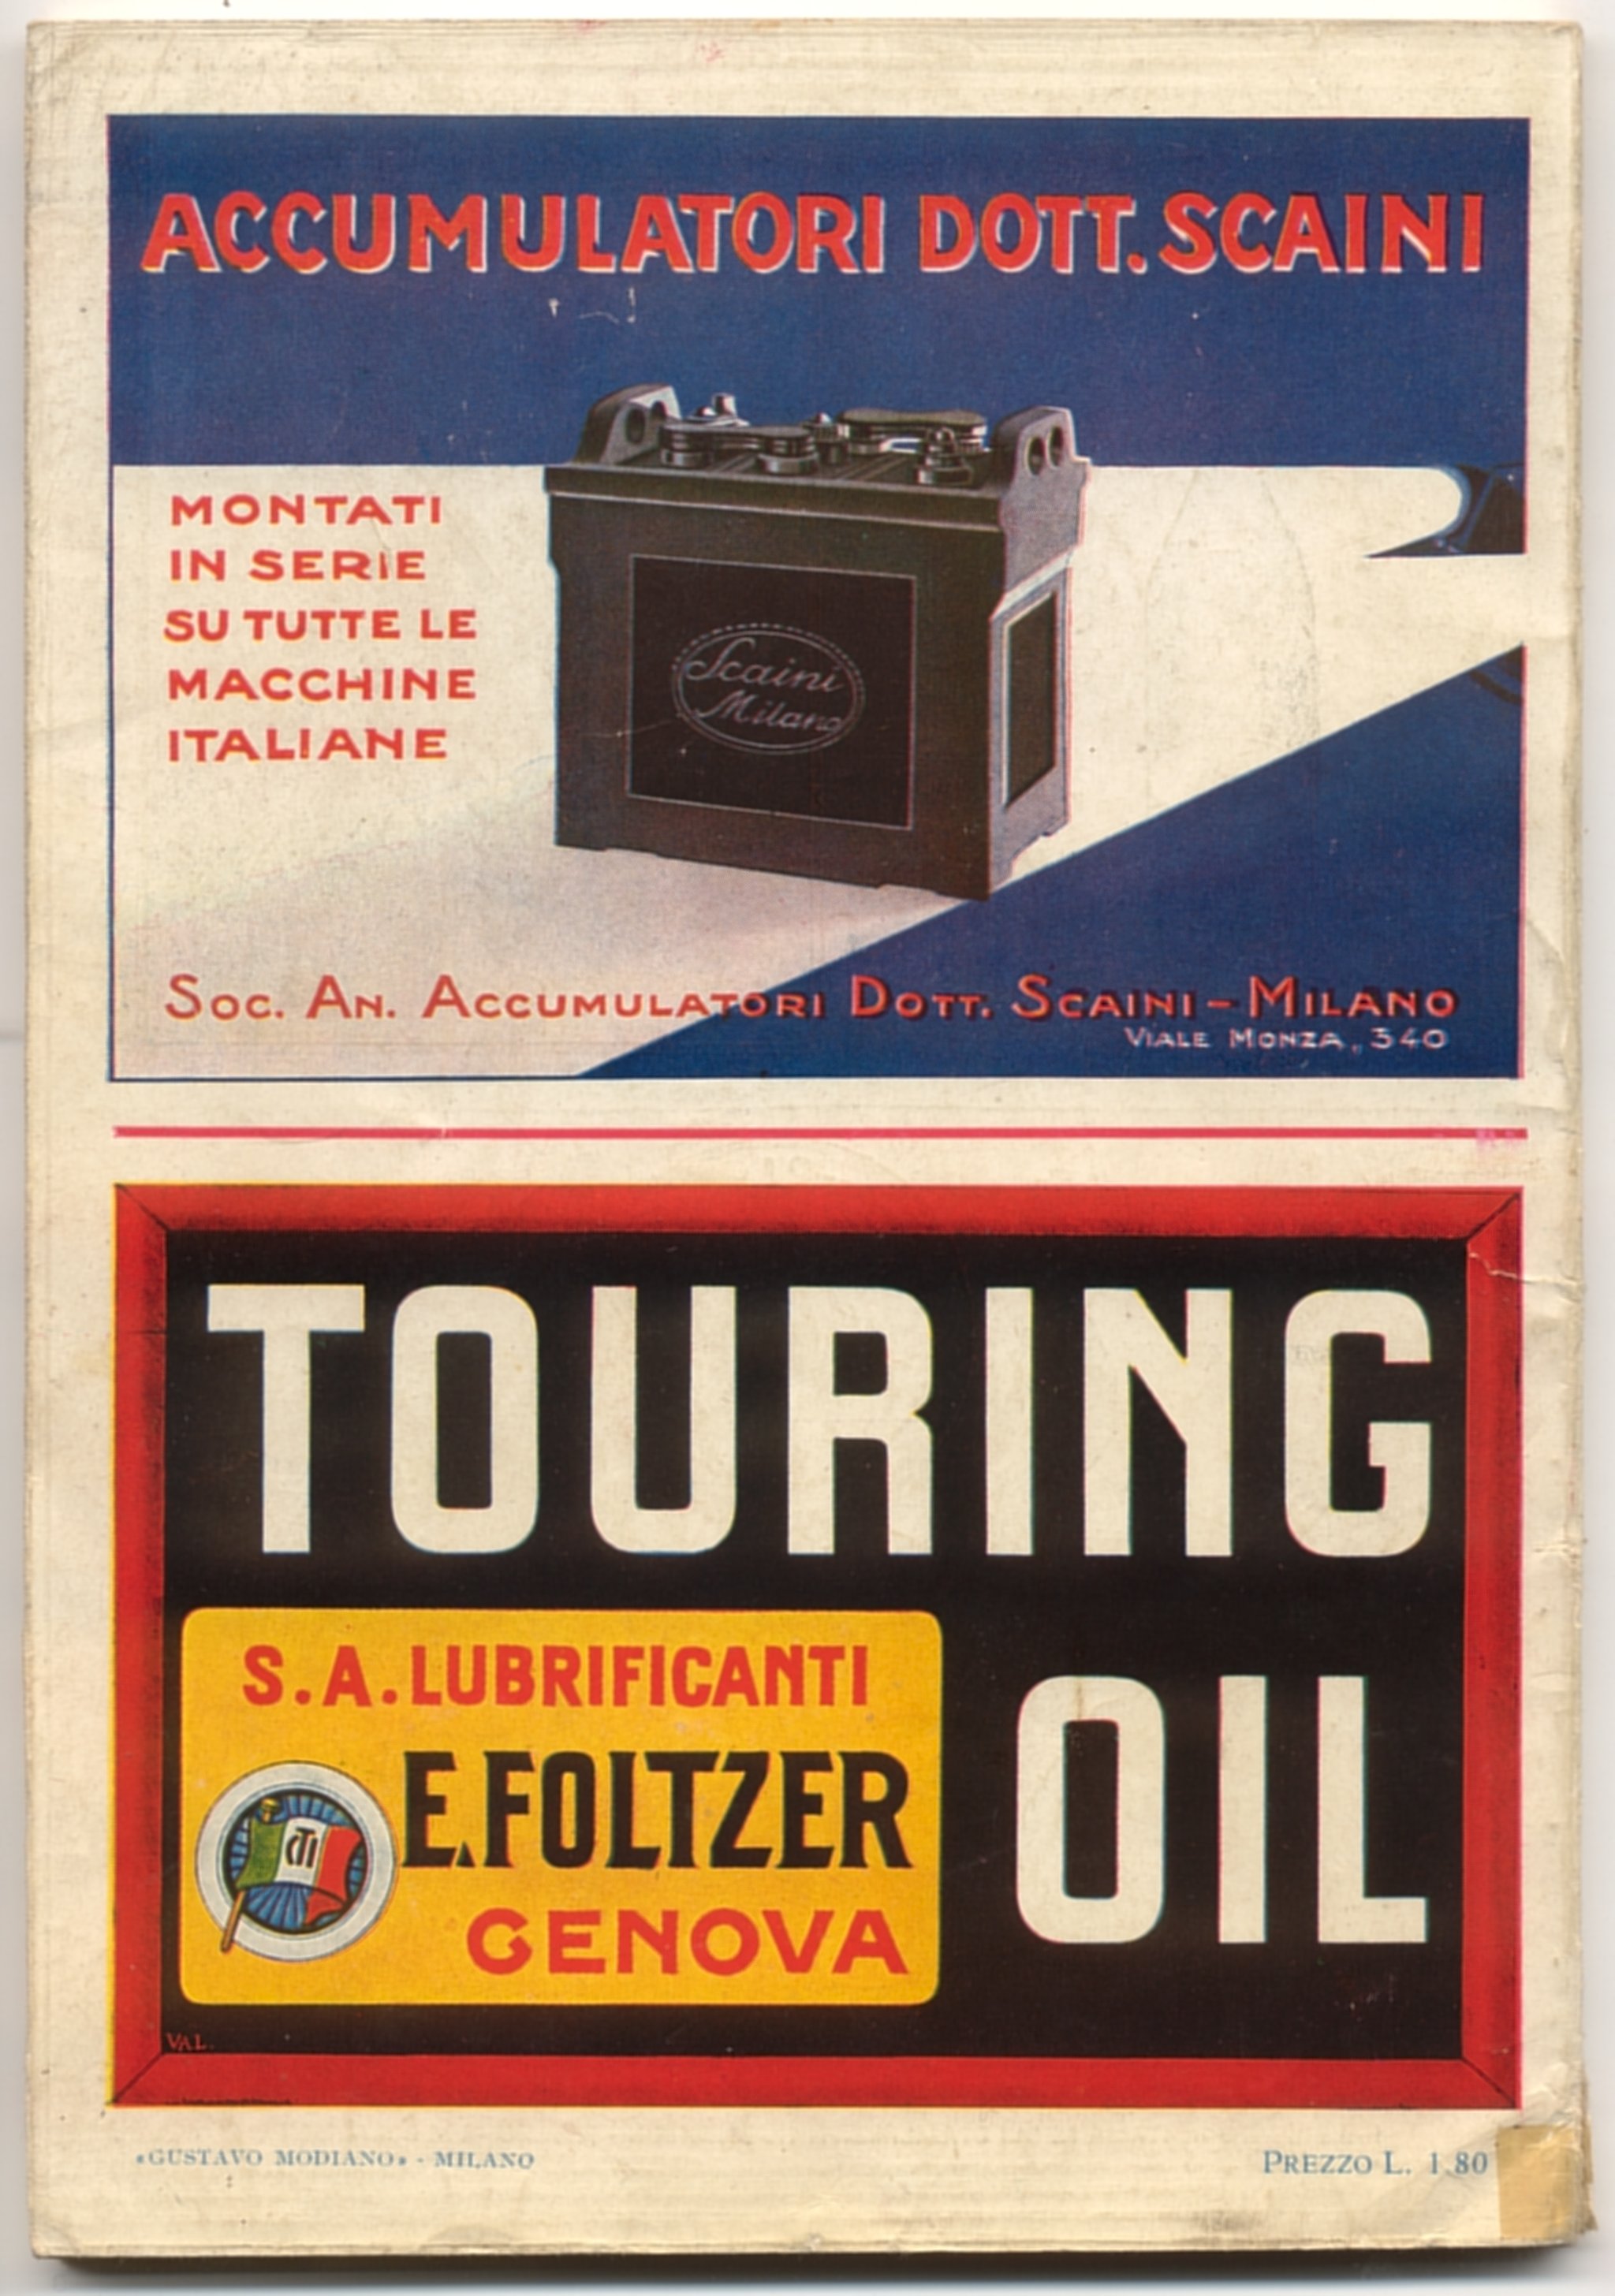 ACCUMULATORI DOTT. SCAINI
MONTATI
IN SERIE
SU TUTTE LE
MACCHINE
ITALIANE
Scaini
Milano
SOC. AN. ACCUMULATORI DOTT. SCAINI - MILANO
VIALE MONZA, 340
TOURING
OIL
S.A. LUBRIFICANTI
E. FOLTZER
GENOVA
CTI
VAL.
«GUSTAVO MODIANO» - MILANO
PREZZO L. 1.80